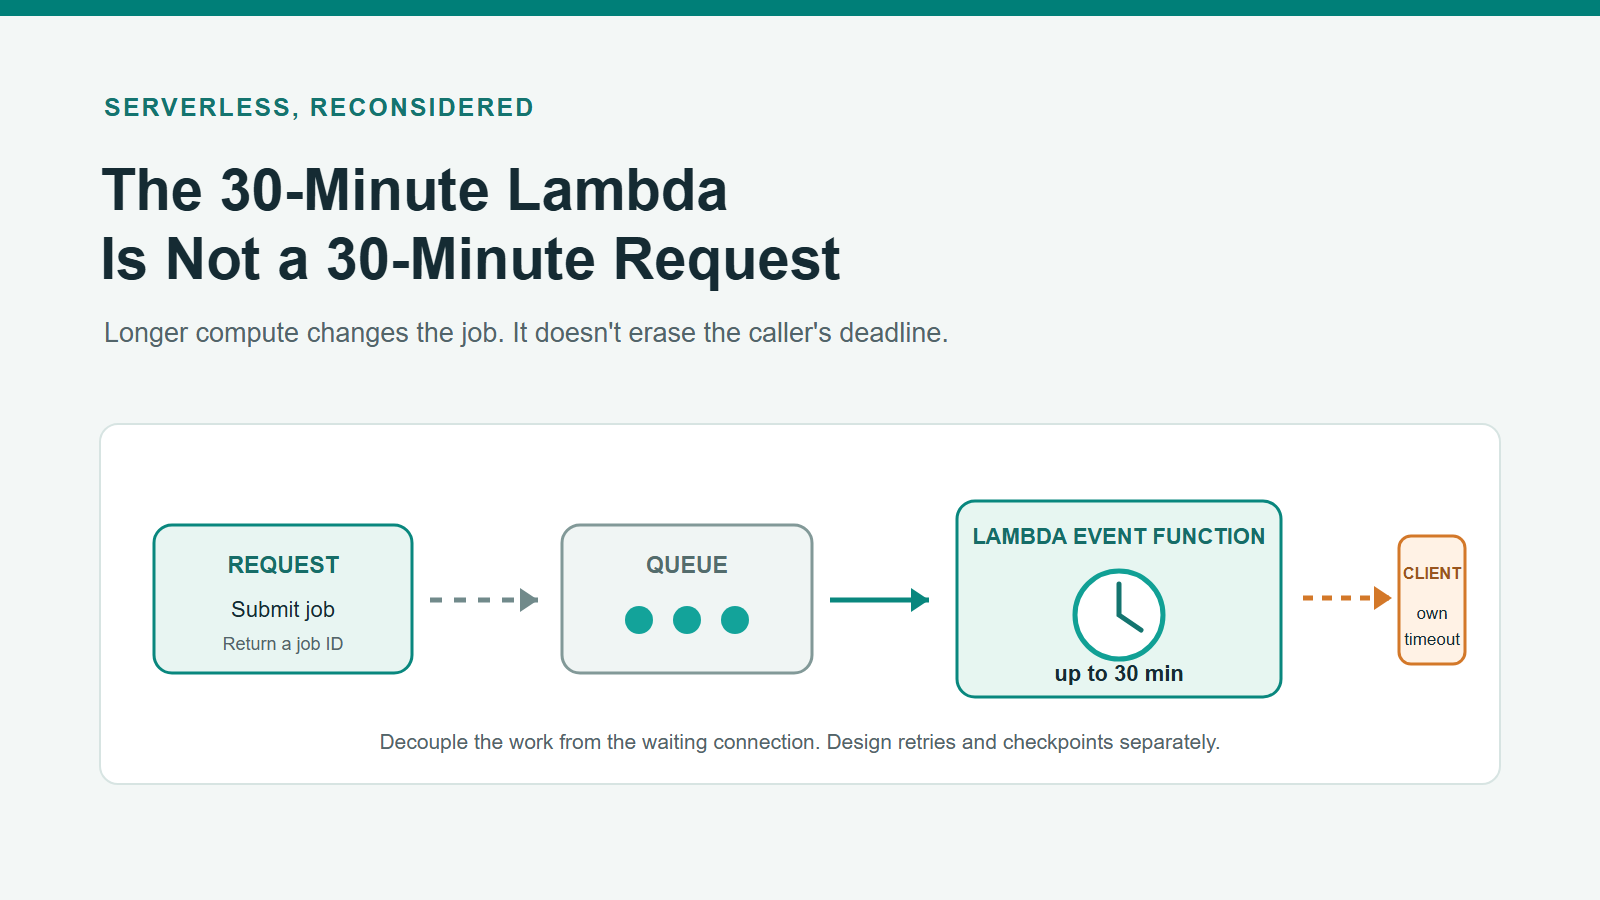 SERVERLESS, RECONSIDERED
The 30-Minute Lambda
Is Not a 30-Minute Request
Longer compute changes the job. It doesn't erase the caller's deadline.
REQUEST
Submit job
Return a job ID
QUEUE
LAMBDA EVENT FUNCTION
up to 30 min
CLIENT
own
timeout
Decouple the work from the waiting connection. Design retries and checkpoints separately.